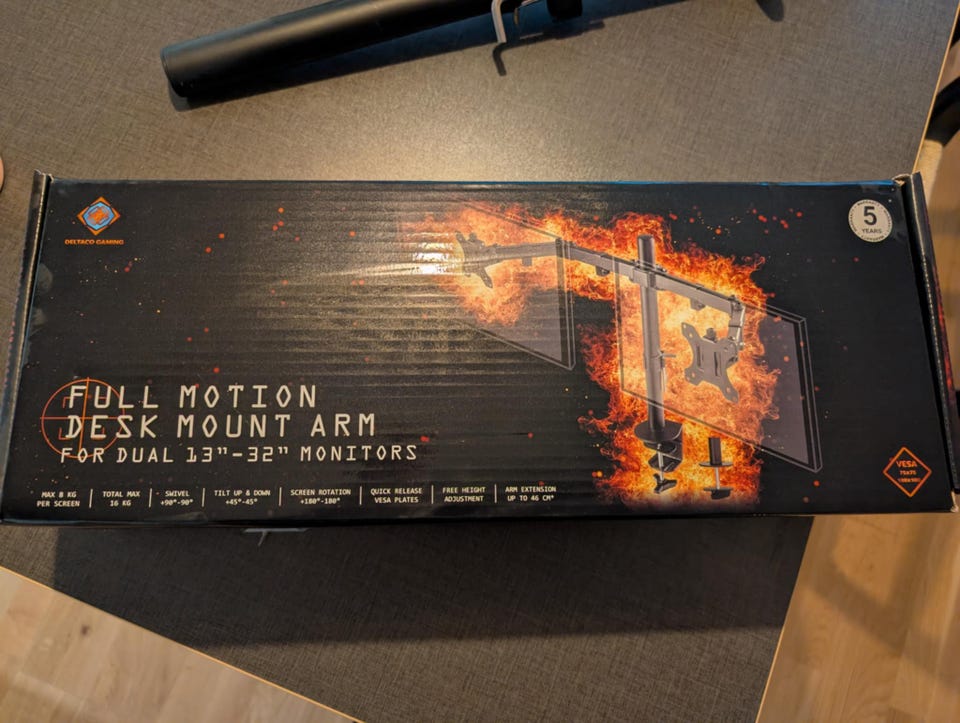 DELTACO GAMING
5
YEARS
FULL MOTION
DESK MOUNT ARM
FOR DUAL 13"-32" MONITORS
MAX 8 KG
PER SCREEN
TOTAL MAX
16 KG
SWIVEL
+90°-90°
TILT UP & DOWN
+45°-45°
SCREEN ROTATION
+180°-180°
QUICK RELEASE
VESA PLATES
FREE HEIGHT
ADJUSTMENT
ARM EXTENSION
UP TO 46 CM*
VESA
75x75
100x100